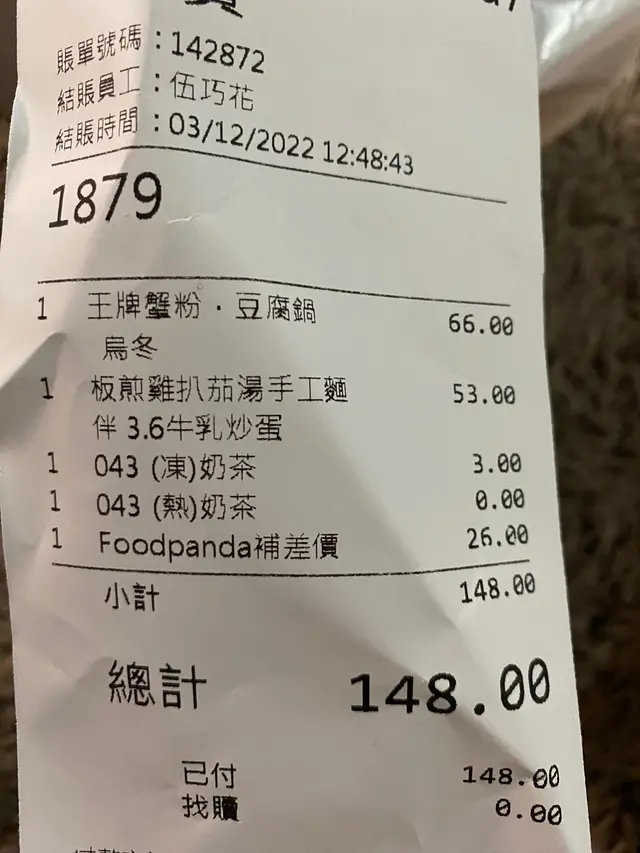 賬單號碼：142872
結賬員工：伍巧花
結賬時間：03/12/2022 12:48:43
1879
1 王牌蟹粉．豆腐鍋 66.00
烏冬
1 板煎雞扒茄湯手工麵 53.00
伴 3.6牛乳炒蛋
1 043 (凍)奶茶 3.00
1 043 (熱)奶茶 0.00
1 Foodpanda補差價 26.00
小計 148.00
總計 148.00
已付 148.00
找贖 0.00